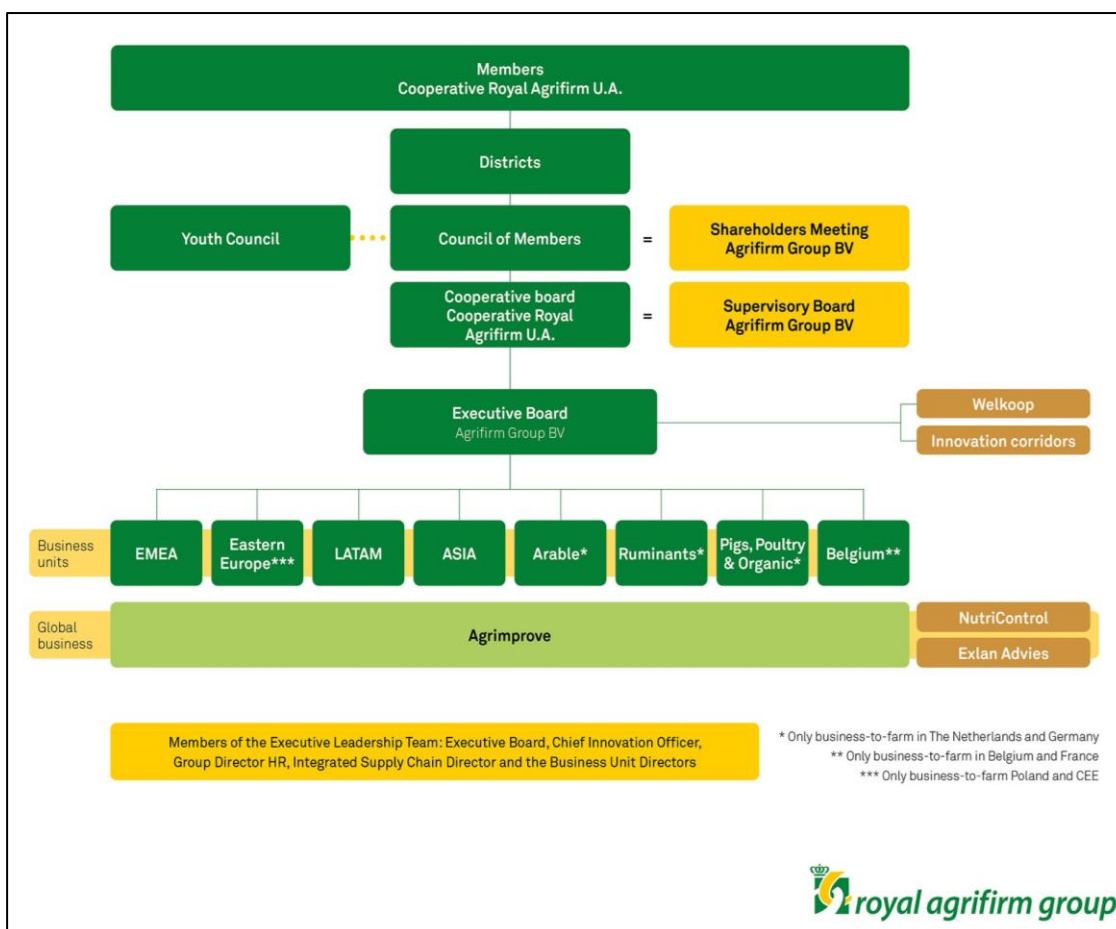 Members
Cooperative Royal Agrifirm U.A.
Districts
Youth Council
Council of Members
=
Shareholders Meeting
Agrifirm Group BV
Cooperative board
Cooperative Royal
Agrifirm U.A.
=
Supervisory Board
Agrifirm Group BV
Executive Board
Agrifirm Group BV
Welkoop
Innovation corridors
Business
units
EMEA
Eastern
Europe***
LATAM
ASIA
Arable*
Ruminants*
Pigs, Poultry
& Organic*
Belgium**
Global
business
Agrimprove
NutriControl
Exlan Advies
Members of the Executive Leadership Team: Executive Board, Chief Innovation Officer,
Group Director HR, Integrated Supply Chain Director and the Business Unit Directors
* Only business-to-farm in The Netherlands and Germany
** Only business-to-farm in Belgium and France
*** Only business-to-farm Poland and CEE
royal agrifirm group